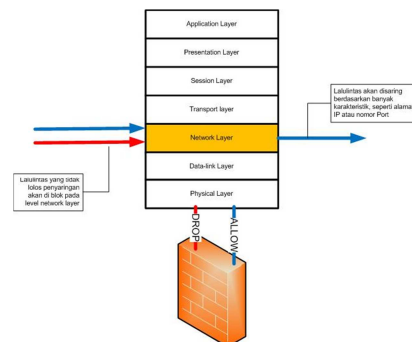 Application Layer
Presentation Layer
Session Layer
Transport layer
Network Layer
Data-link Layer
Physical Layer
Lalulintas akan disaring
berdasarkan banyak
karakteristik, seperti alamat
IP atau nomor Port
Lalulintas yang tidak
lolos penyaringan
akan di blok pada
level network layer
DROP
ALLOW